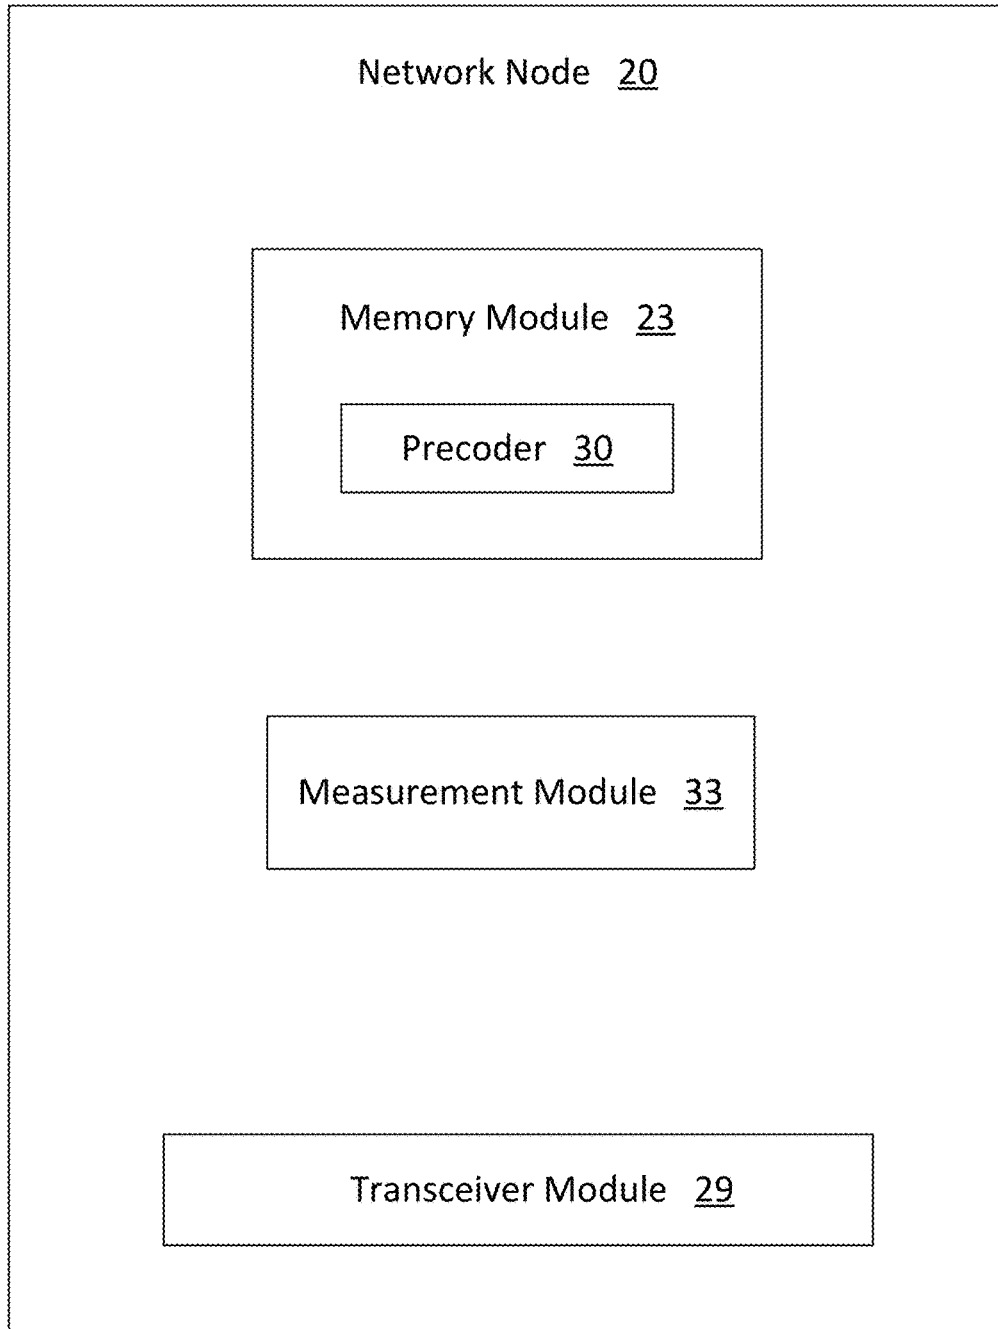 Network Node 20
Memory Module 23
Precoder 30
Measurement Module 33
Transceiver Module 29